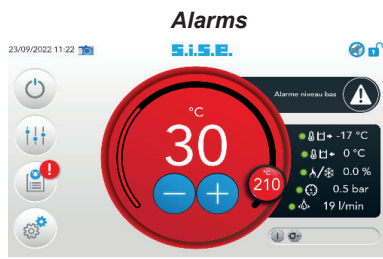 Alarms
23/09/2022 11:22
s.i.s.e.
Alarme niveau bas
°C
30
°C
210
-17 °C
0 °C
0.0 %
0.5 bar
19 l/min